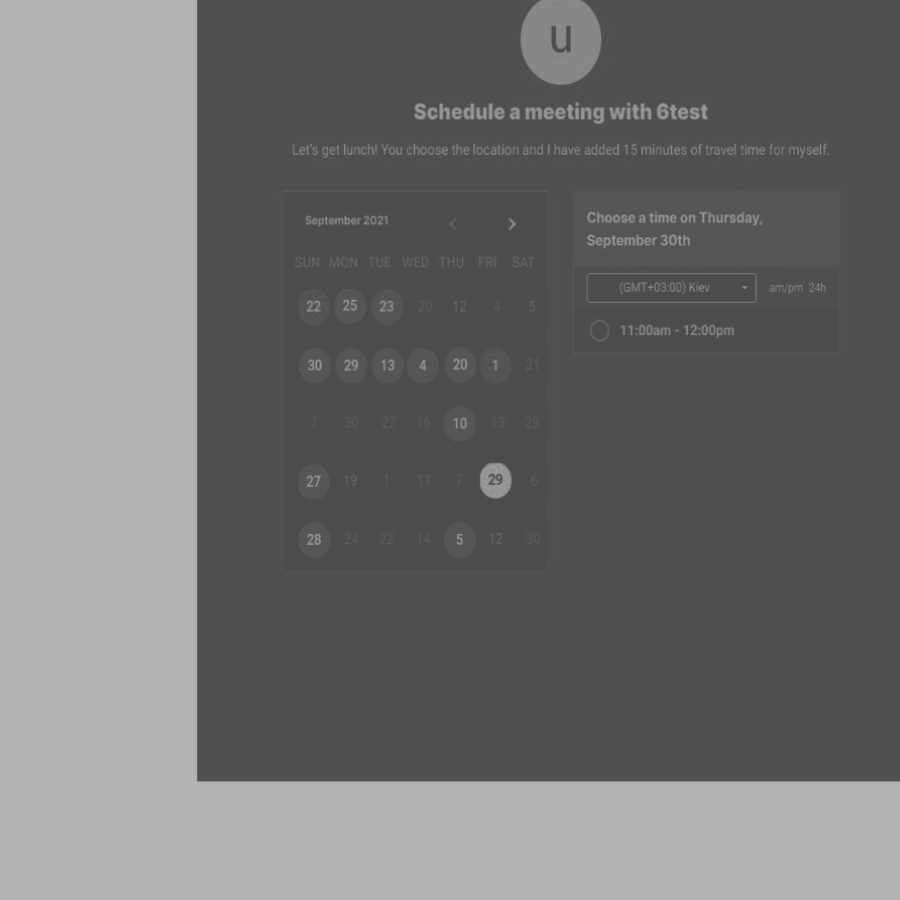 u
Schedule a meeting with 6test
Let's get lunch! You choose the location and I have added 15 minutes of travel time for myself.
September 2021
SUN MON TUE WED THU FRI SAT
22 25 23 20 12 4 5
30 29 13 4 20 1 21
7 30 27 16 10 13 29
27 19 1 11 7 29 6
28 24 22 14 5 12 30
Choose a time on Thursday,
September 30th
(GMT+03:00) Kiev am/pm 24h
11:00am - 12:00pm